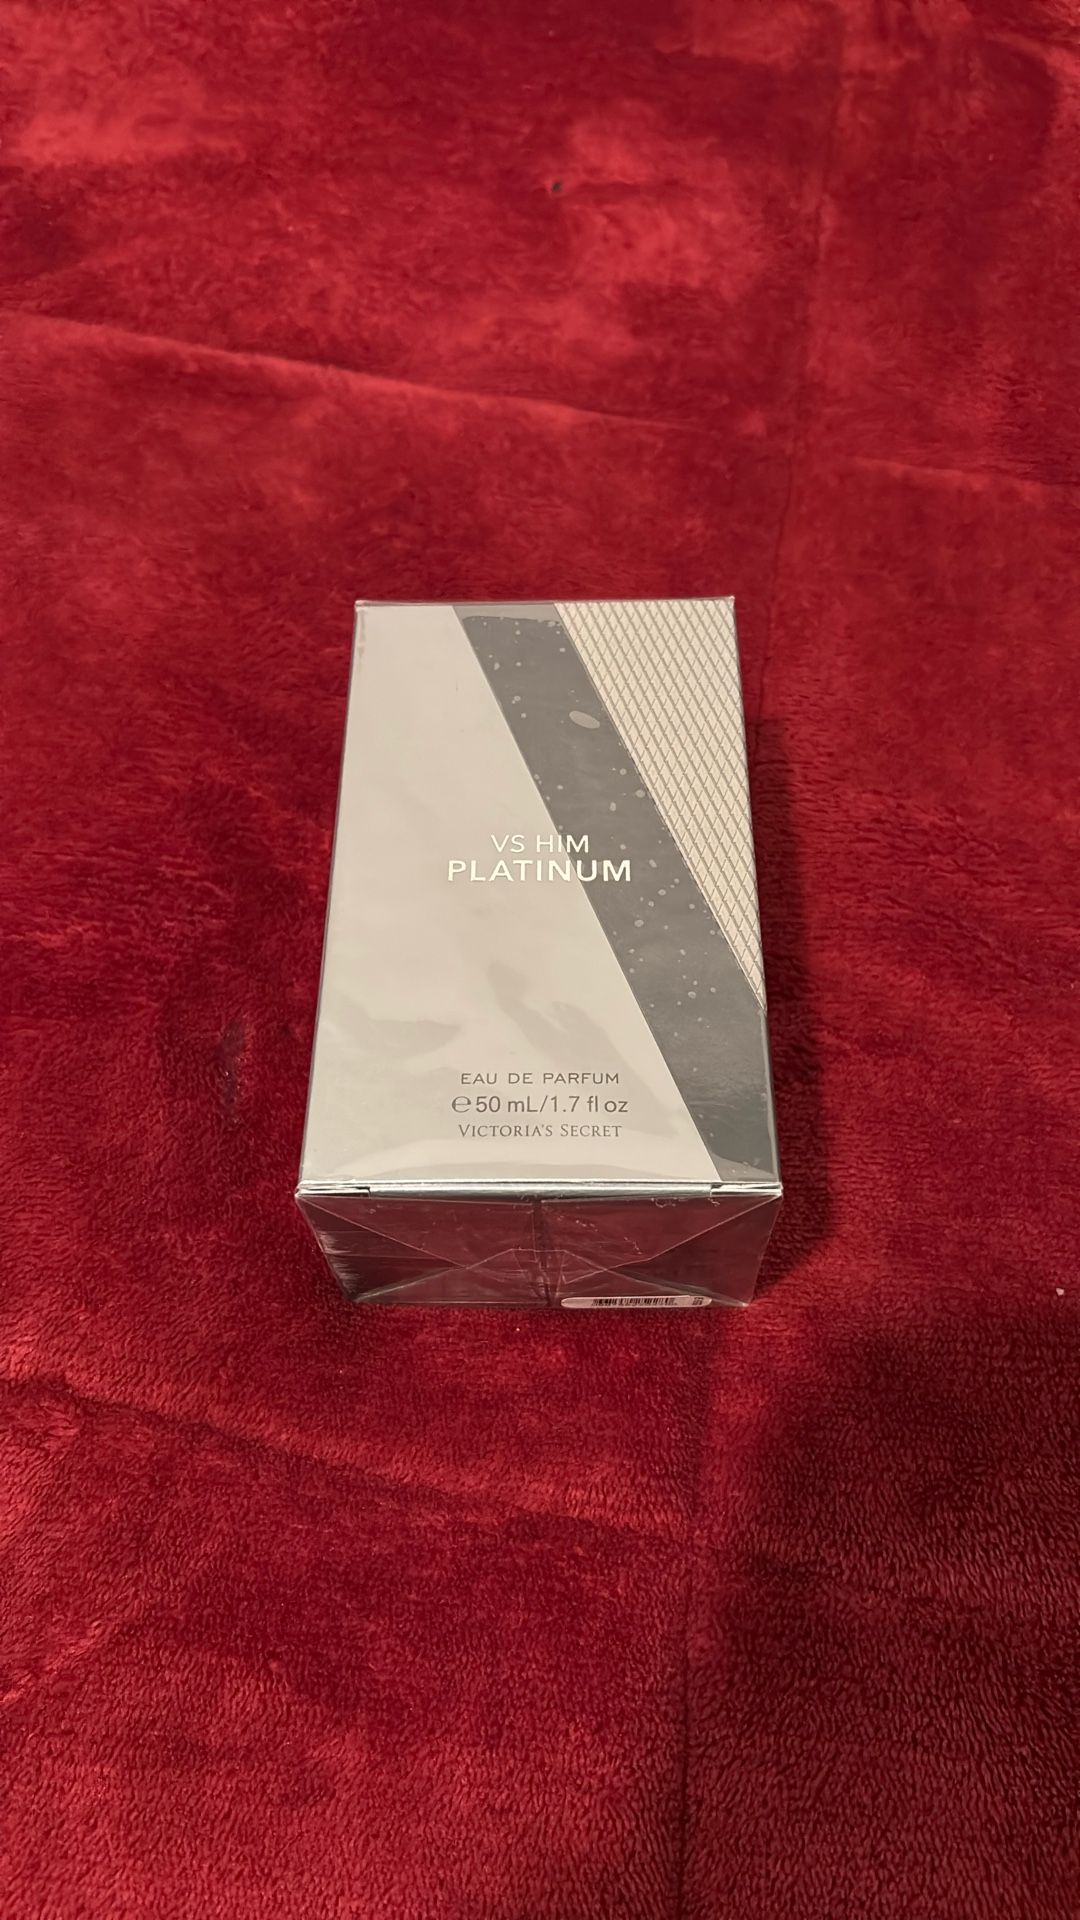 VS HIM
PLATINUM
EAU DE PARFUM
℮50 mL/1.7 fl oz
VICTORIA'S SECRET